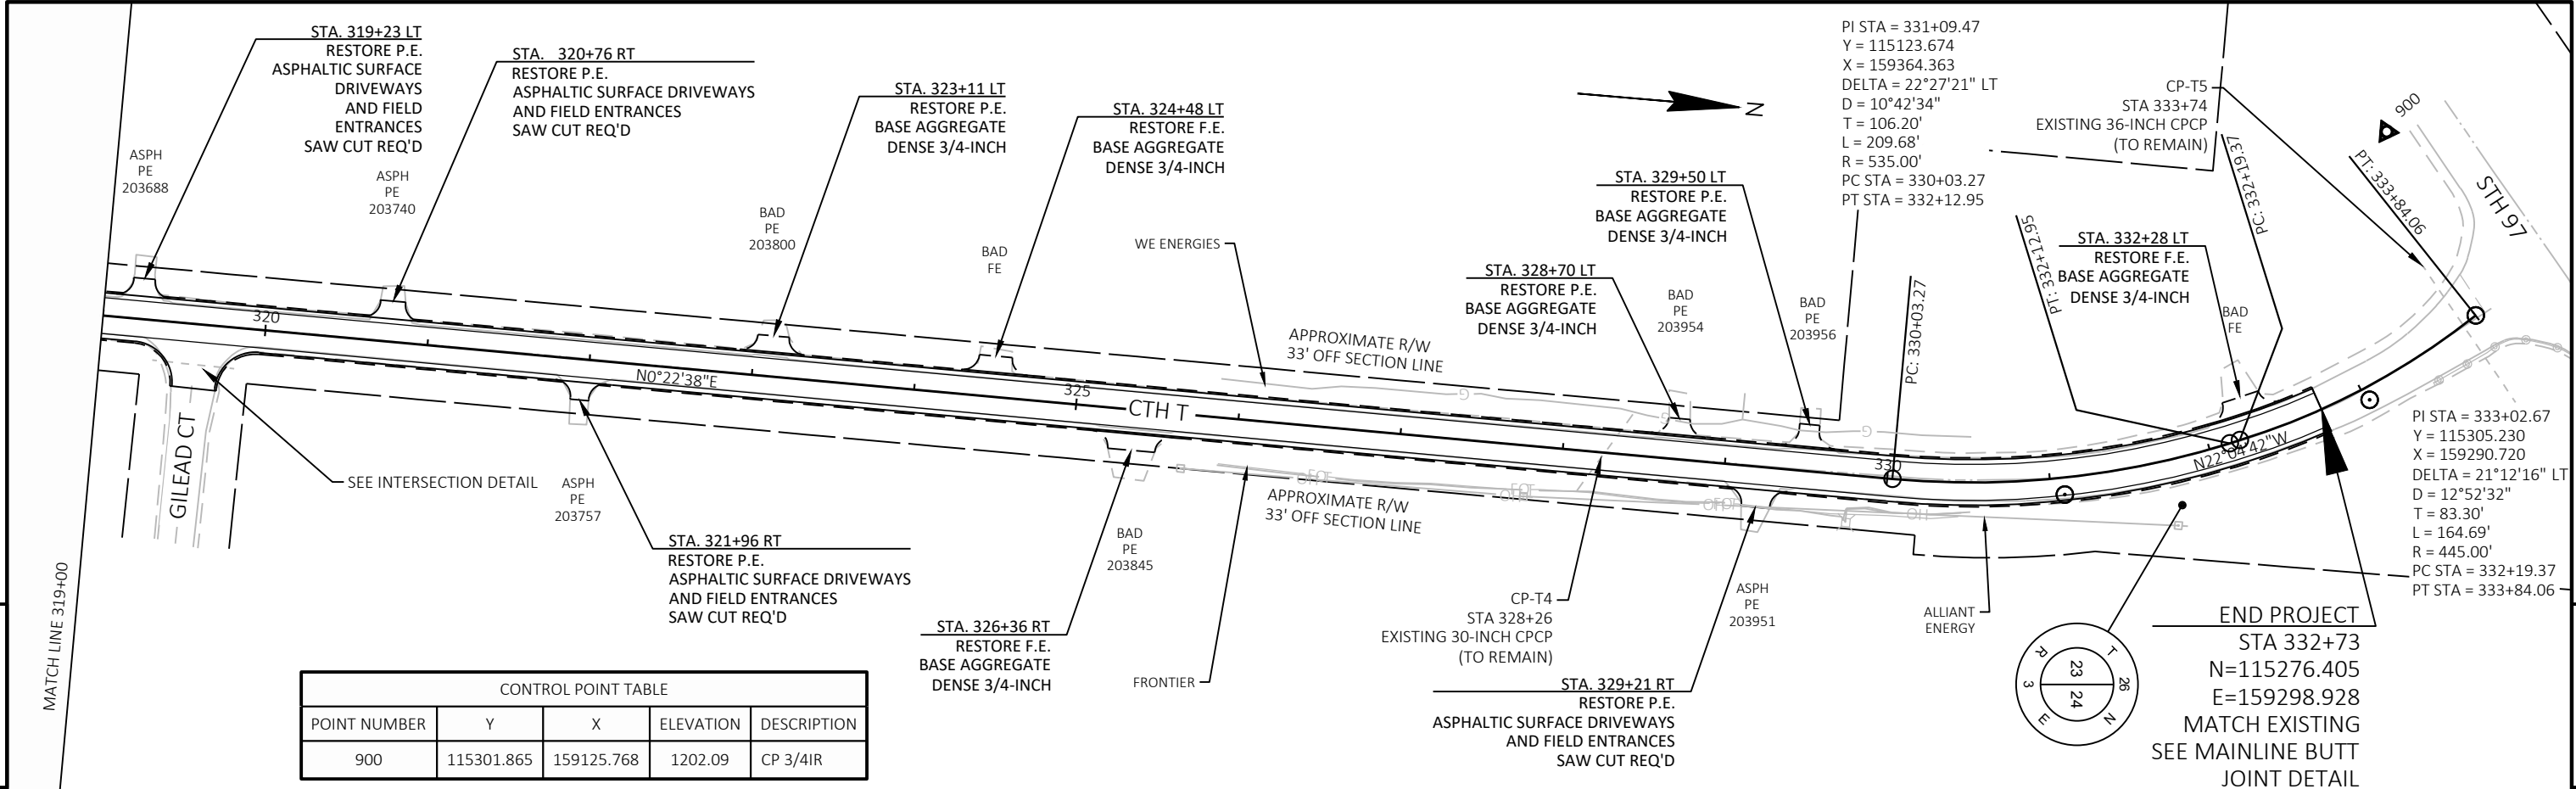 STA. 319+23 LT
RESTORE P.E.
ASPHALTIC SURFACE
DRIVEWAYS
AND FIELD
ENTRANCES
SAW CUT REQ'D
STA. 320+76 RT
RESTORE P.E.
ASPHALTIC SURFACE DRIVEWAYS
AND FIELD ENTRANCES
SAW CUT REQ'D
STA. 323+11 LT
RESTORE P.E.
BASE AGGREGATE
DENSE 3/4-INCH
STA. 324+48 LT
RESTORE F.E.
BASE AGGREGATE
DENSE 3/4-INCH
N
PI STA = 331+09.47
Y = 115123.674
X = 159364.363
DELTA = 22°27'21" LT
D = 10°42'34"
T = 106.20'
L = 209.68'
R = 535.00'
PC STA = 330+03.27
PT STA = 332+12.95
CP-T5
STA 333+74
EXISTING 36-INCH CPCP
(TO REMAIN)
900
STH 97
PT: 333+84.06
PC: 332+19.37
PT: 332+12.95
PC: 330+03.27
ASPH
PE
203688
ASPH
PE
203740
BAD
PE
203800
BAD
FE
WE ENERGIES
STA. 329+50 LT
RESTORE P.E.
BASE AGGREGATE
DENSE 3/4-INCH
STA. 328+70 LT
RESTORE P.E.
BASE AGGREGATE
DENSE 3/4-INCH
BAD
PE
203954
BAD
PE
203956
STA. 332+28 LT
RESTORE F.E.
BASE AGGREGATE
DENSE 3/4-INCH
BAD
FE
APPROXIMATE R/W
33' OFF SECTION LINE
320
N0°22'38"E
325
CTH T
330
N22°04'42"W
G
G
G
OH
GILEAD CT
SEE INTERSECTION DETAIL
ASPH
PE
203757
STA. 321+96 RT
RESTORE P.E.
ASPHALTIC SURFACE DRIVEWAYS
AND FIELD ENTRANCES
SAW CUT REQ'D
APPROXIMATE R/W
33' OFF SECTION LINE
BAD
PE
203845
STA. 326+36 RT
RESTORE F.E.
BASE AGGREGATE
DENSE 3/4-INCH
FRONTIER
CP-T4
STA 328+26
EXISTING 30-INCH CPCP
(TO REMAIN)
ASPH
PE
203951
STA. 329+21 RT
RESTORE P.E.
ASPHALTIC SURFACE DRIVEWAYS
AND FIELD ENTRANCES
SAW CUT REQ'D
ALLIANT
ENERGY
PI STA = 333+02.67
Y = 115305.230
X = 159290.720
DELTA = 21°12'16" LT
D = 12°52'32"
T = 83.30'
L = 164.69'
R = 445.00'
PC STA = 332+19.37
PT STA = 333+84.06
T 26 N
R 3 E
23
24
END PROJECT
STA 332+73
N=115276.405
E=159298.928
MATCH EXISTING
SEE MAINLINE BUTT
JOINT DETAIL
MATCH LINE 319+00
CONTROL POINT TABLE
POINT NUMBER Y X ELEVATION DESCRIPTION
900 115301.865 159125.768 1202.09 CP 3/4IR